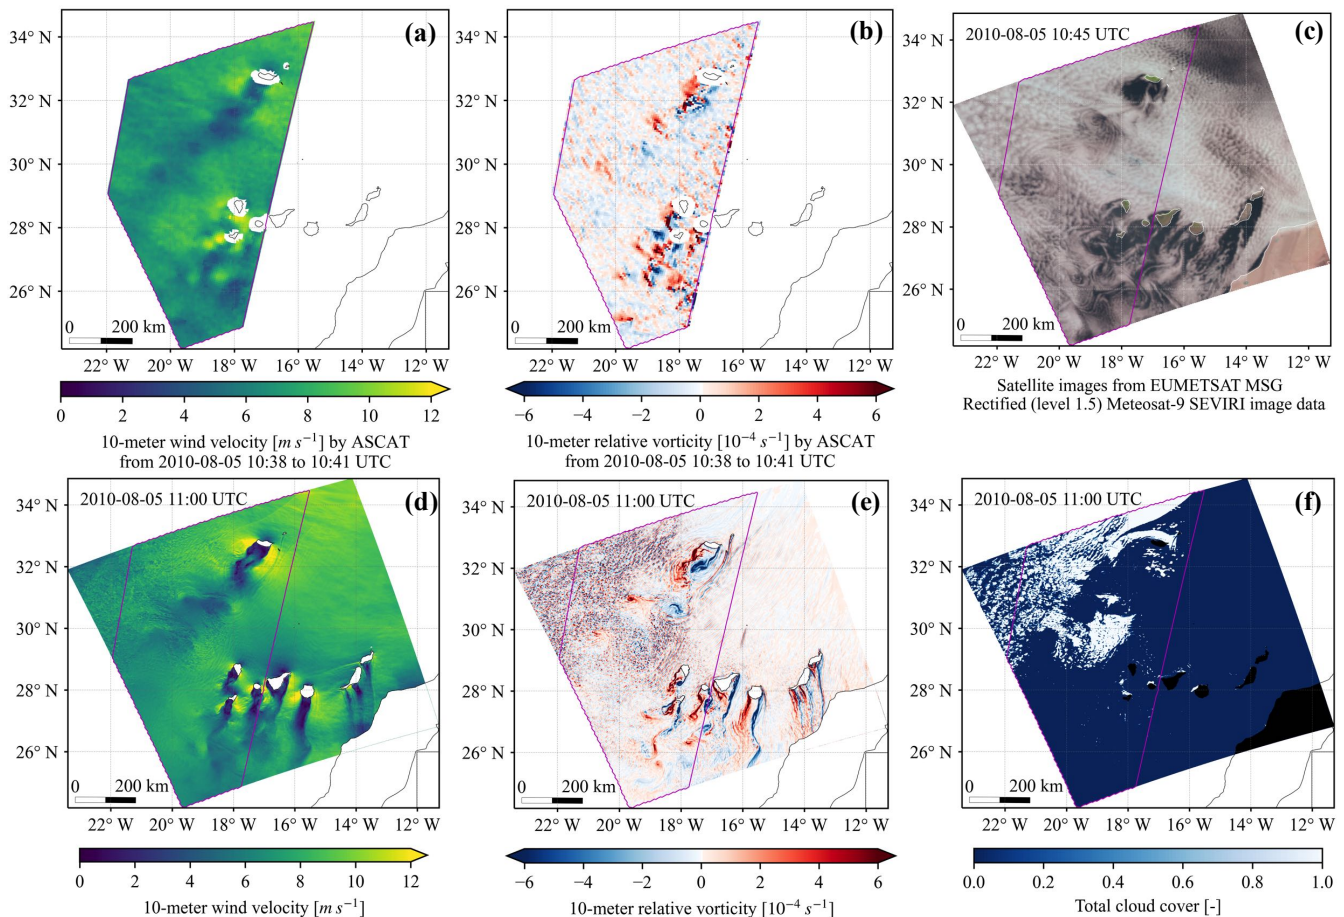 34° N
32° N
30° N
28° N
26° N
(a)
0 200 km
22° W 20° W 18° W 16° W 14° W 12° W
0 2 4 6 8 10 12
10-meter wind velocity [m s⁻¹] by ASCAT
from 2010-08-05 10:38 to 10:41 UTC
34° N
32° N
30° N
28° N
26° N
(b)
0 200 km
22° W 20° W 18° W 16° W 14° W 12° W
−6 −4 −2 0 2 4 6
10-meter relative vorticity [10⁻⁴ s⁻¹] by ASCAT
from 2010-08-05 10:38 to 10:41 UTC
2010-08-05 10:45 UTC
(c)
34° N
32° N
30° N
28° N
26° N
0 200 km
22° W 20° W 18° W 16° W 14° W 12° W
Satellite images from EUMETSAT MSG
Rectified (level 1.5) Meteosat-9 SEVIRI image data
2010-08-05 11:00 UTC
(d)
34° N
32° N
30° N
28° N
26° N
0 200 km
22° W 20° W 18° W 16° W 14° W 12° W
0 2 4 6 8 10 12
10-meter wind velocity [m s⁻¹]
2010-08-05 11:00 UTC
(e)
34° N
32° N
30° N
28° N
26° N
0 200 km
22° W 20° W 18° W 16° W 14° W 12° W
−6 −4 −2 0 2 4 6
10-meter relative vorticity [10⁻⁴ s⁻¹]
2010-08-05 11:00 UTC
(f)
34° N
32° N
30° N
28° N
26° N
0 200 km
22° W 20° W 18° W 16° W 14° W 12° W
0.0 0.2 0.4 0.6 0.8 1.0
Total cloud cover [-]